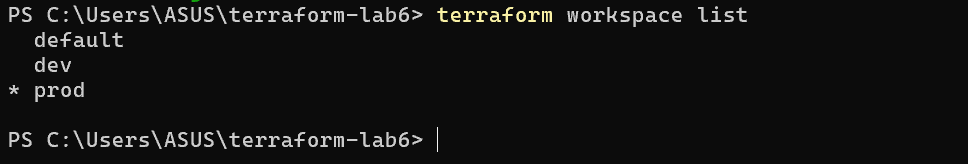 PS C:\Users\ASUS\terraform-lab6> terraform workspace list
  default
  dev
* prod

PS C:\Users\ASUS\terraform-lab6>